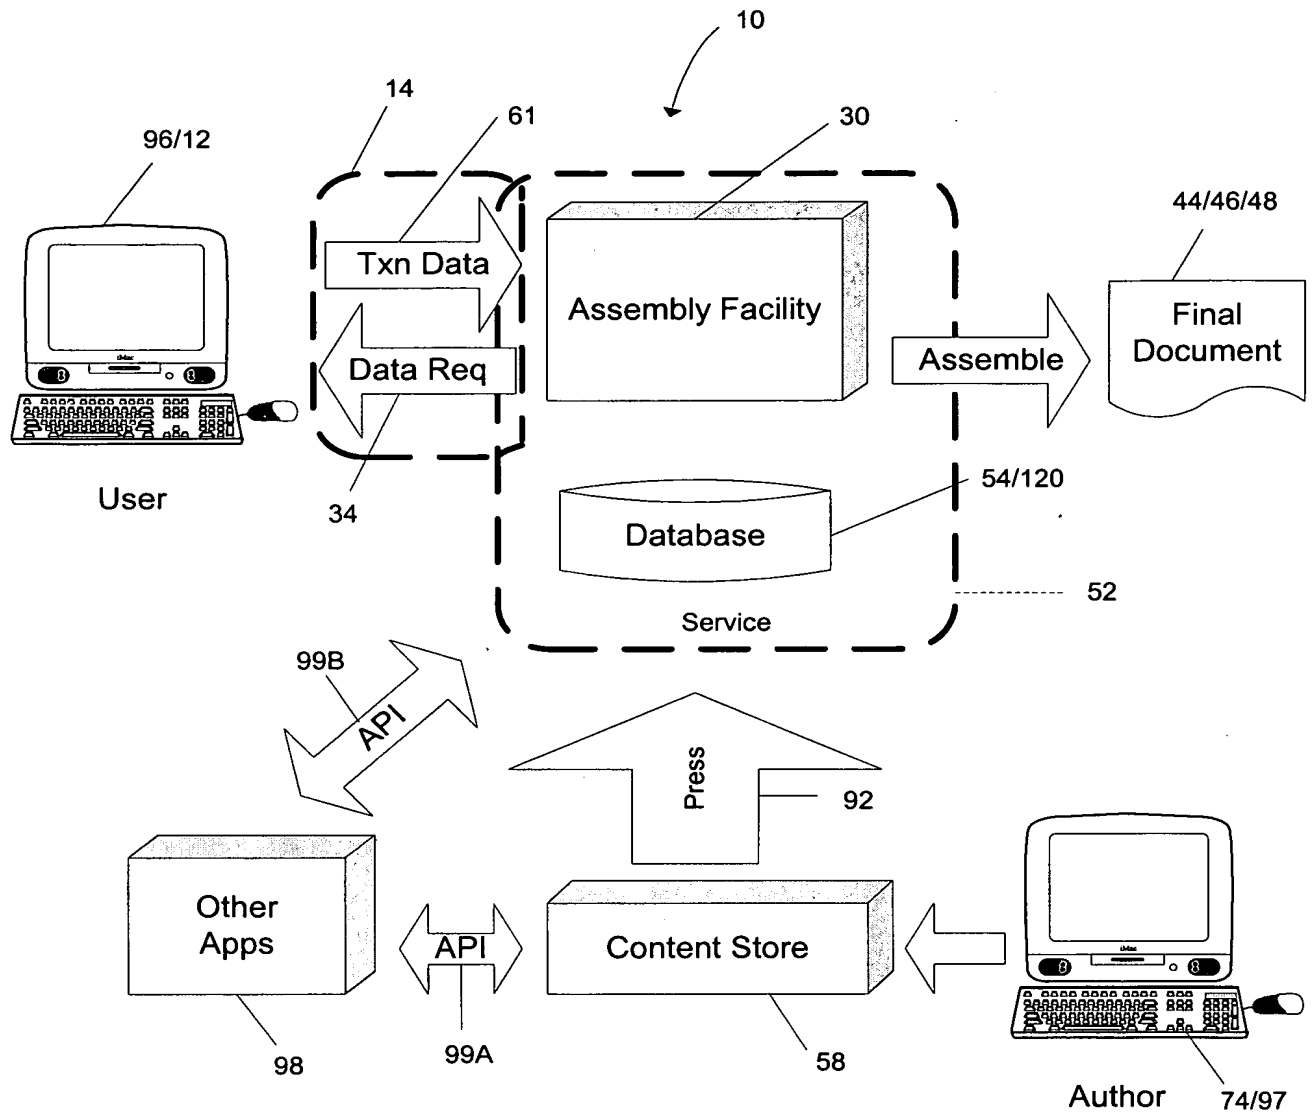 10
14
61
30
96/12
44/46/48
Txn Data
Assembly Facility
Final
Document
Data Req
Assemble
iMac
User
34
54/120
Database
52
Service
99B
API
Press
92
Other
Apps
API
Content Store
iMac
98
99A
58
Author
74/97